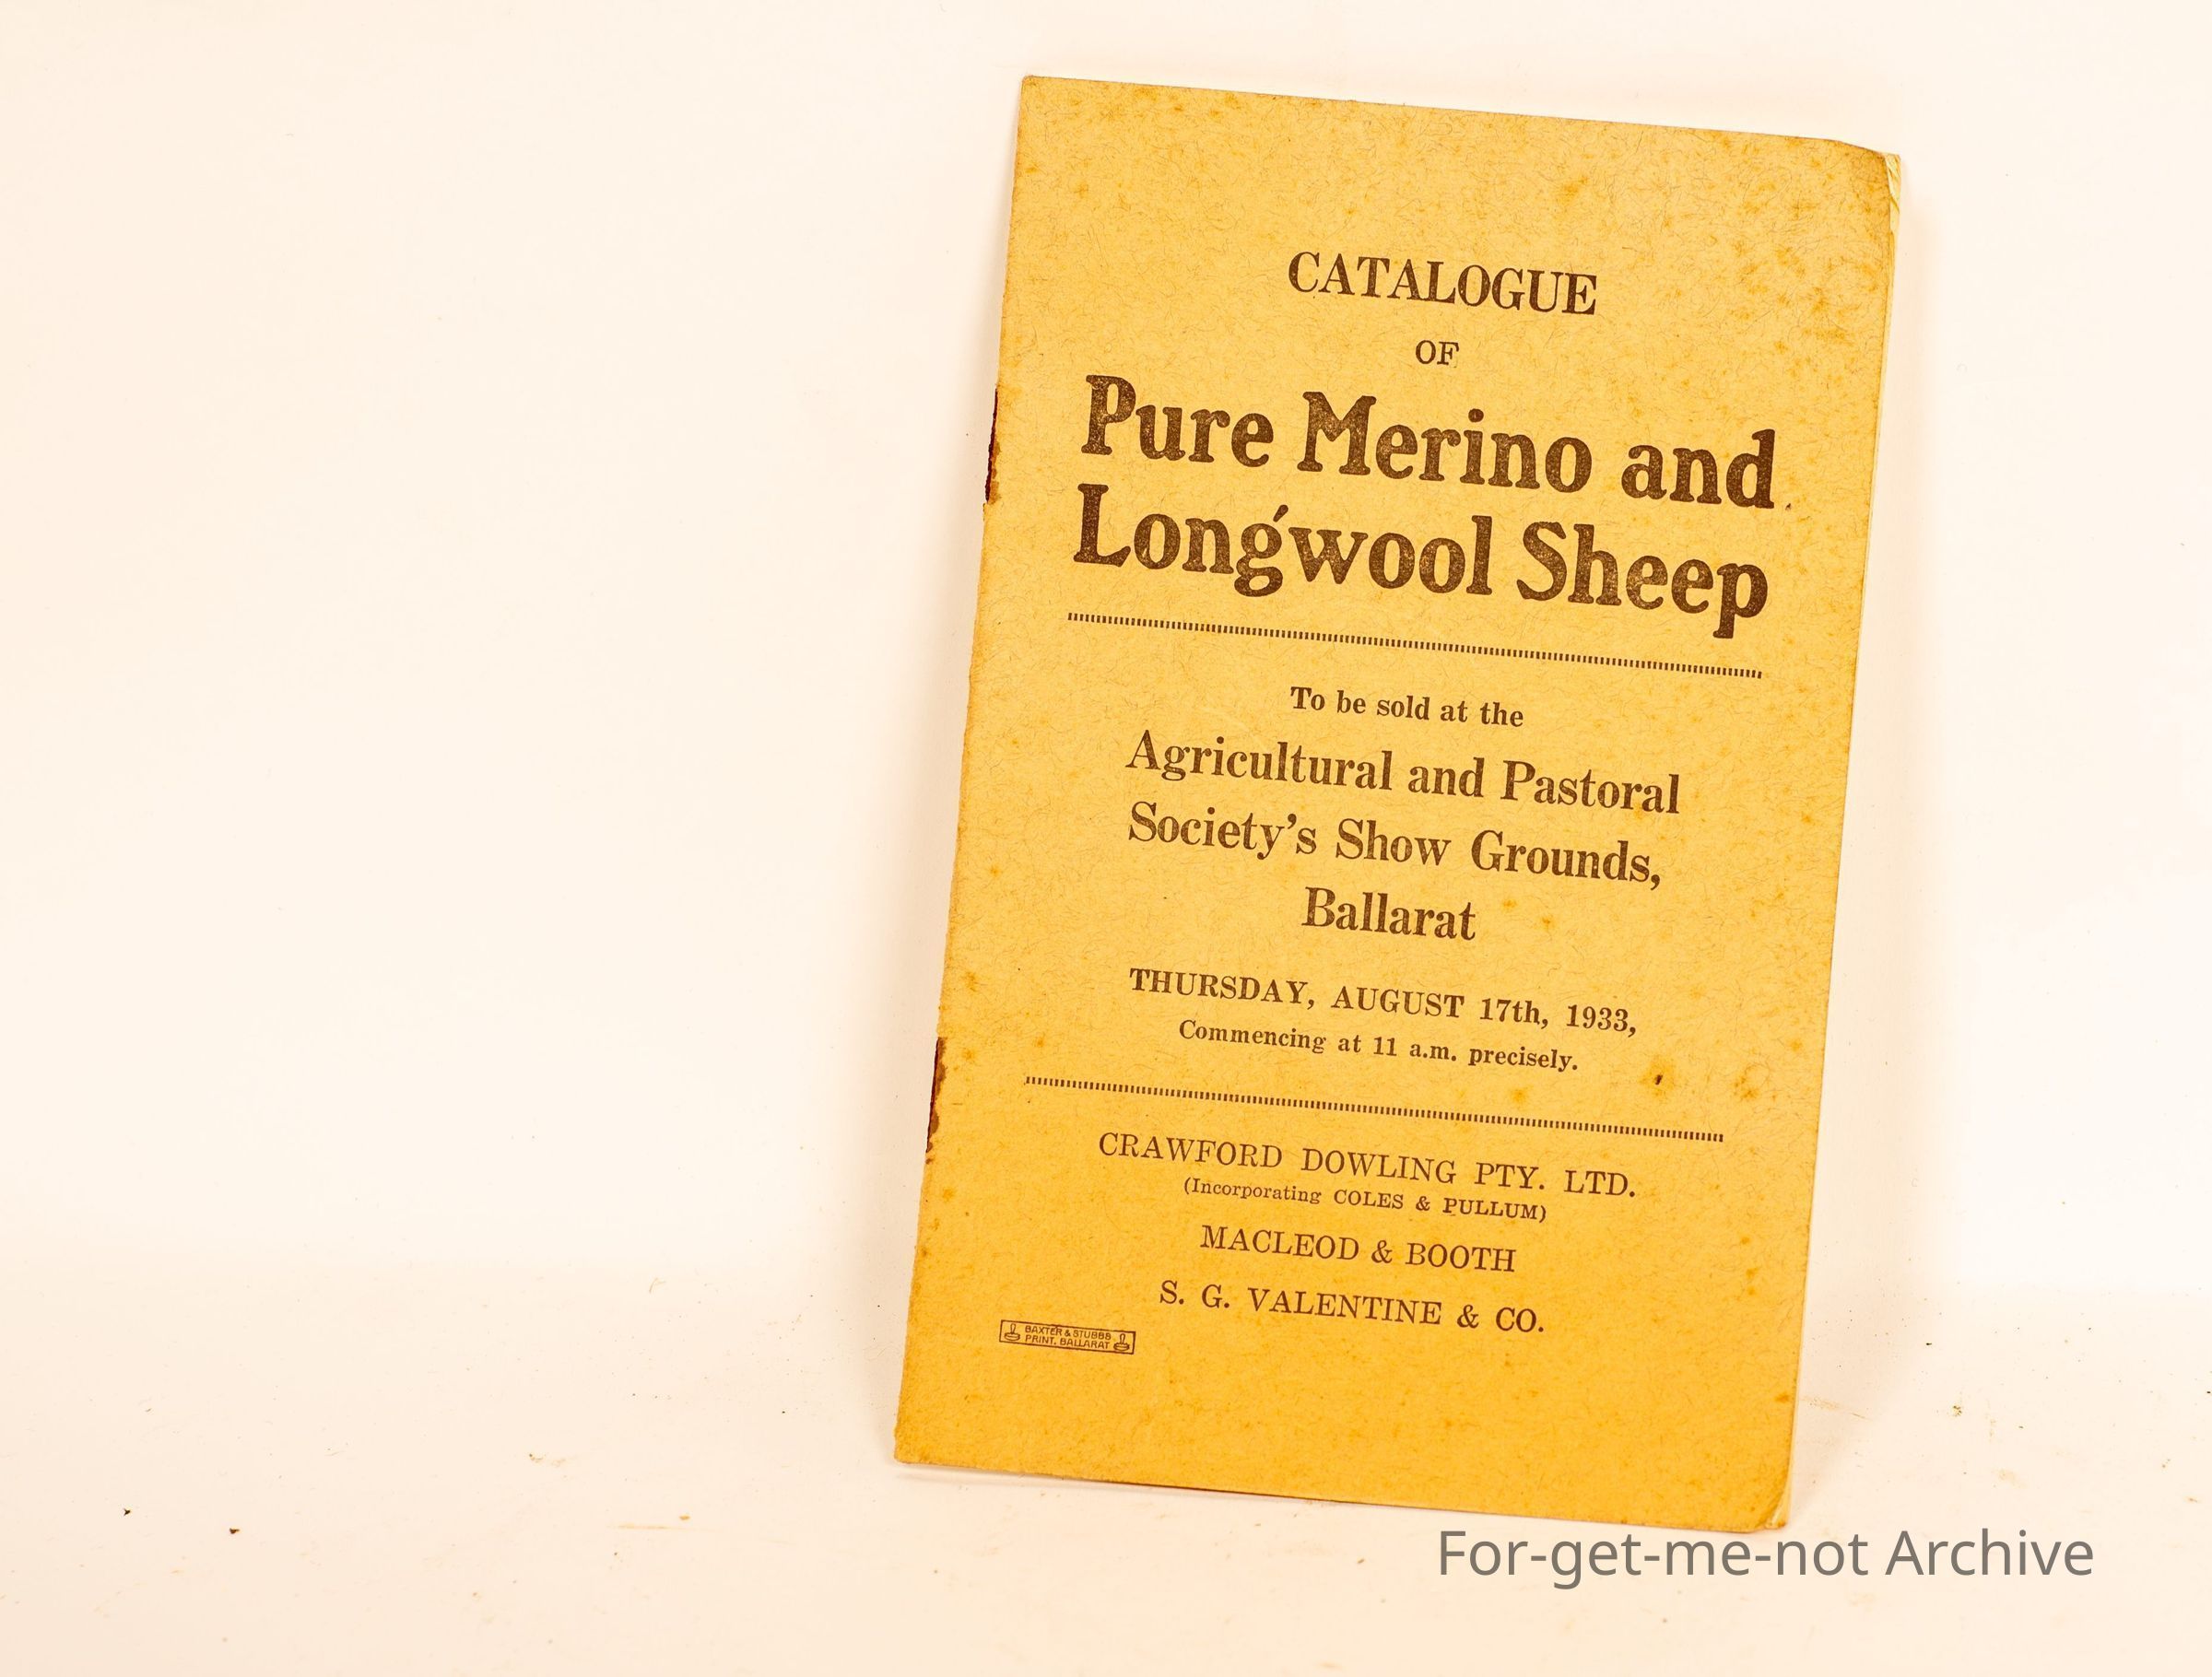 CATALOGUE
OF
Pure Merino and
Longwool Sheep
To be sold at the
Agricultural and Pastoral
Society's Show Grounds,
Ballarat
THURSDAY, AUGUST 17th, 1933,
Commencing at 11 a.m. precisely.
CRAWFORD DOWLING PTY. LTD.
(Incorporating COLES & PULLUM)
MACLEOD & BOOTH
S. G. VALENTINE & CO.
BAXTER & STUBBS
PRINT, BALLARAT
For-get-me-not Archive